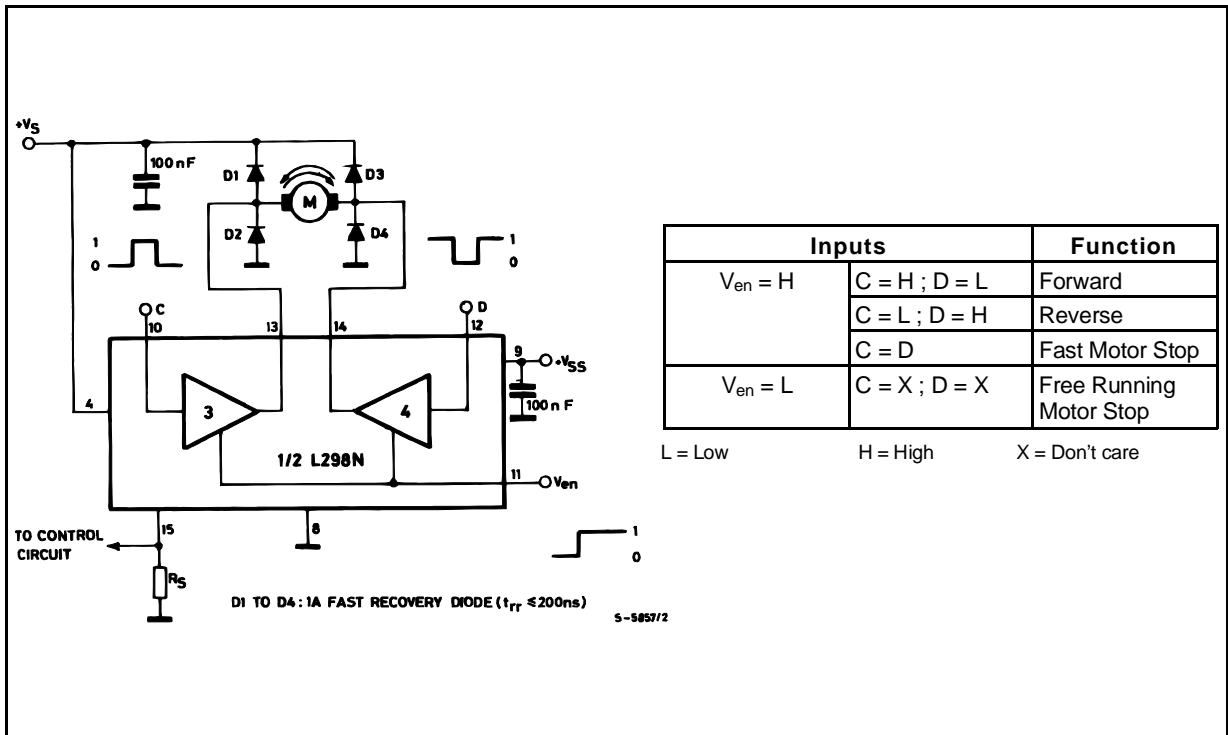 +VS
100nF
D1
D3
M
D2
D4
1
0
1
0
C
D
10
13
14
12
9
+VSS
4
3
4
100nF
1/2 L298N
11
Ven
15
8
TO CONTROL
CIRCUIT
RS
1
0
D1 TO D4 : 1A FAST RECOVERY DIODE (trr ≤ 200ns)
S-5857/2
Inputs Function
Ven = H C = H ; D = L Forward
C = L ; D = H Reverse
C = D Fast Motor Stop
Ven = L C = X ; D = X Free Running
Motor Stop
L = Low H = High X = Don't care